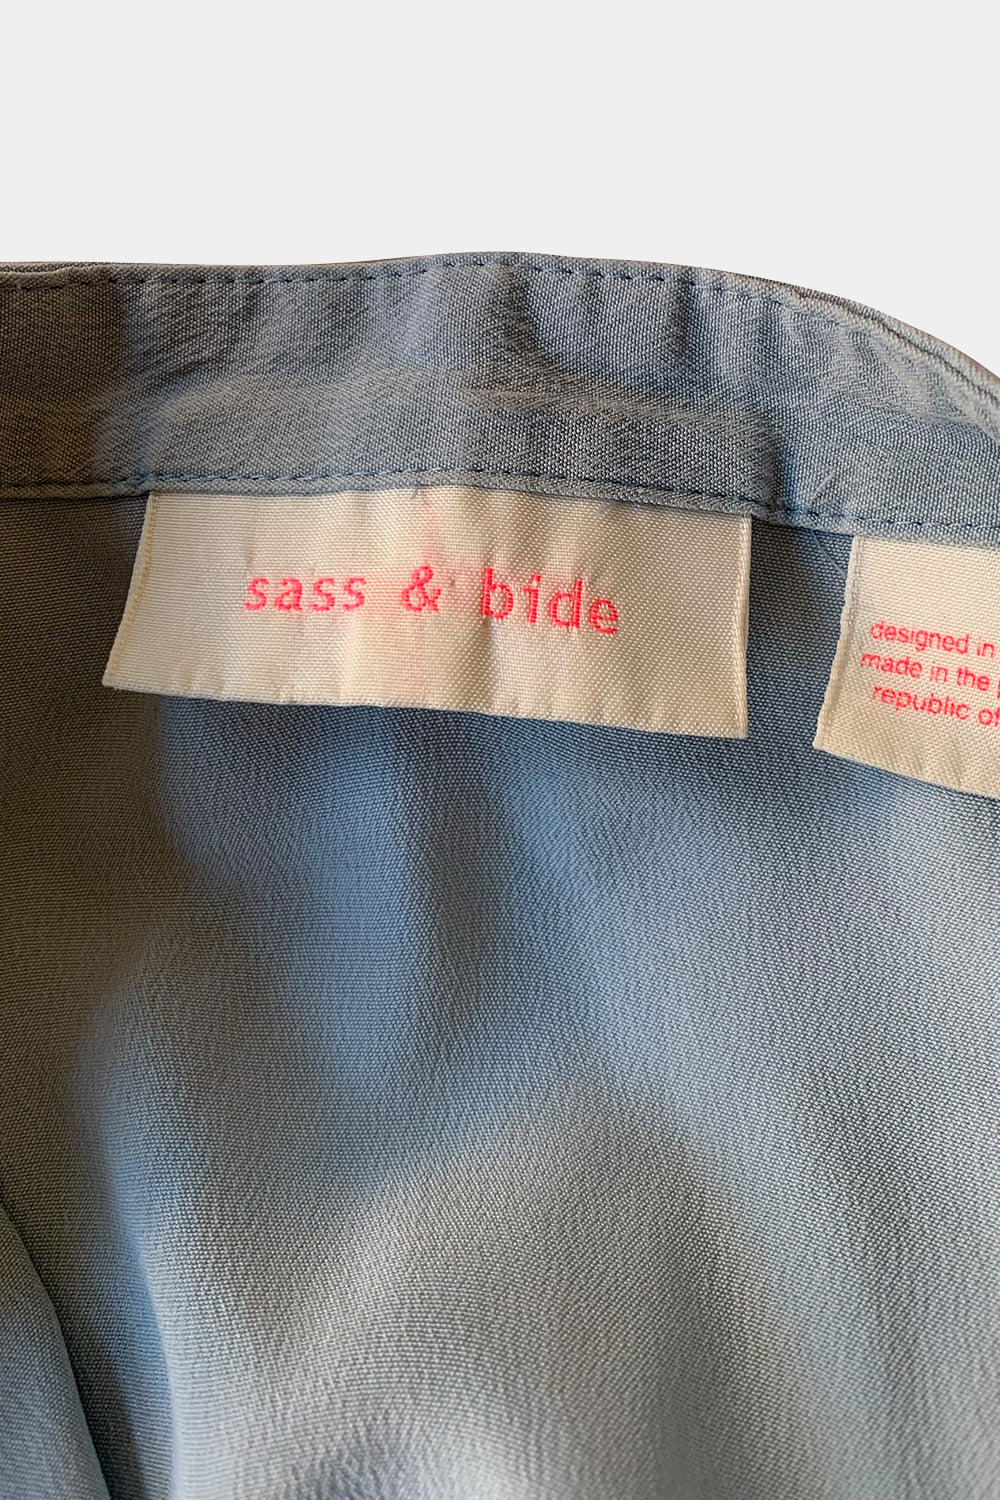 sass & bide
designed in
made in the
republic of